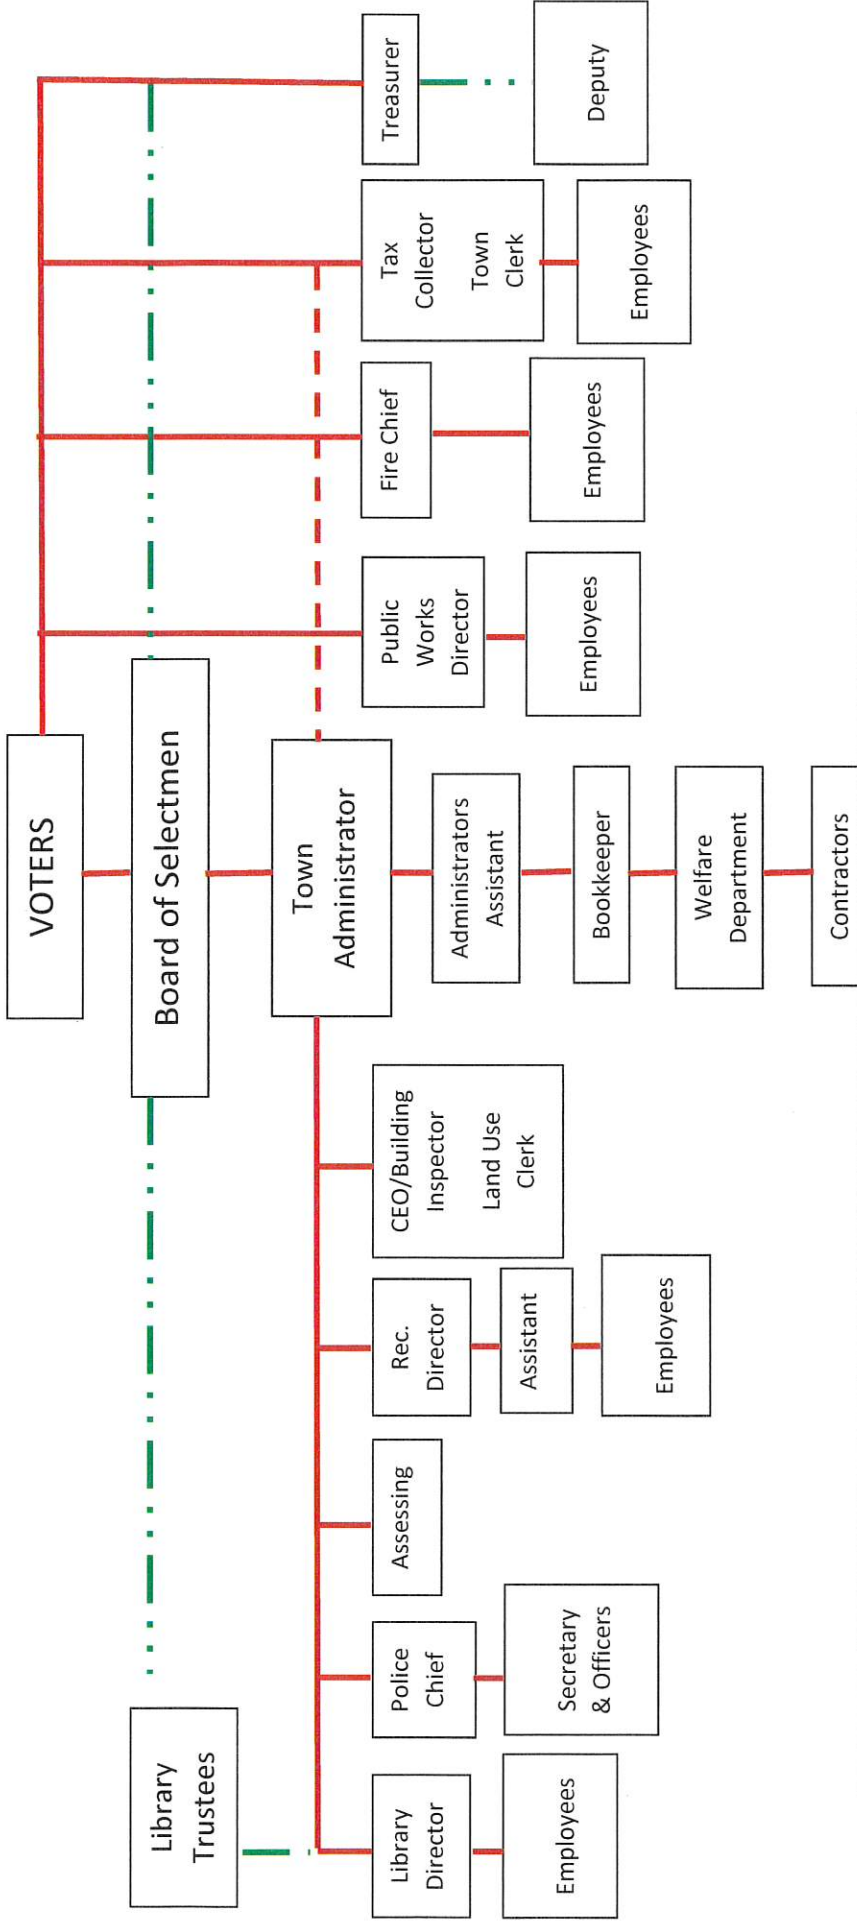 VOTERS
Board of Selectmen
Library
Trustees
Town
Administrator
Library
Director
Employees
Police
Chief
Secretary
& Officers
Assessing
Rec.
Director
Assistant
Employees
CEO/Building
Inspector
Land Use
Clerk
Administrators
Assistant
Bookkeeper
Welfare
Department
Contractors
Public
Works
Director
Employees
Fire Chief
Employees
Tax
Collector
Town
Clerk
Employees
Treasurer
Deputy